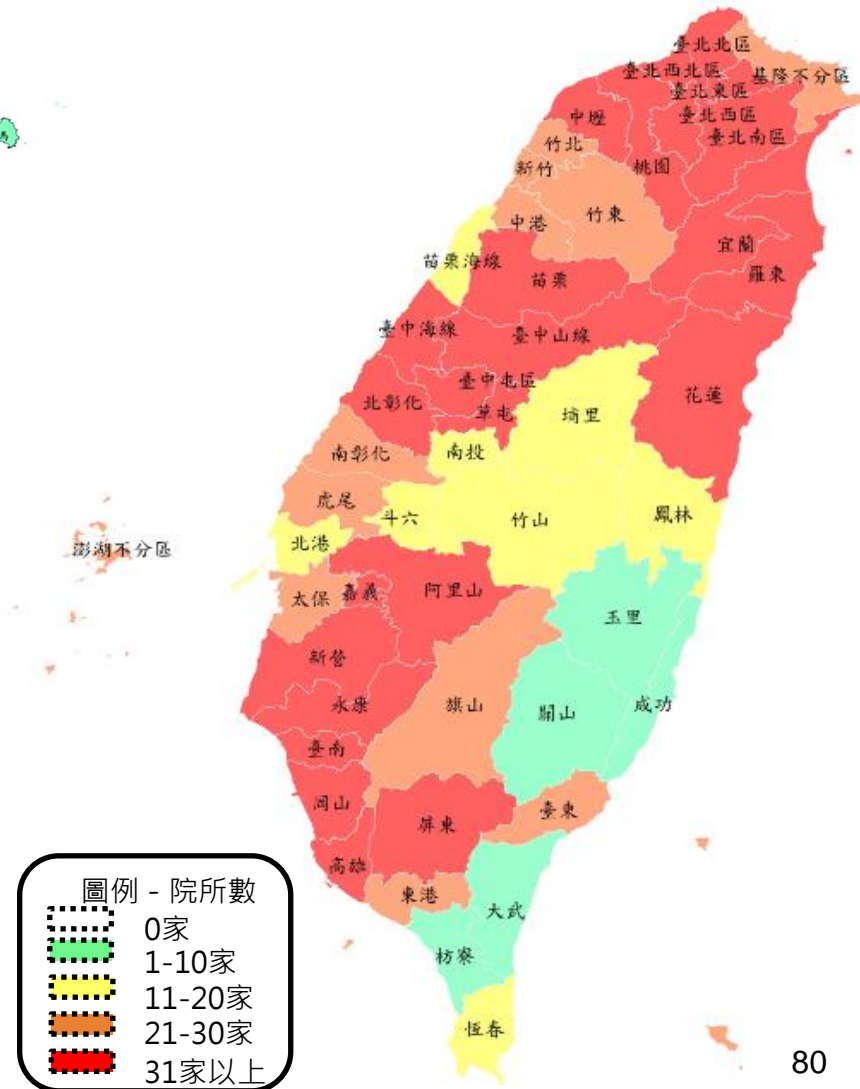 臺北北區
臺北西北區
基隆不分區
臺北東區
中壢
臺北西區
臺北南區
竹北
新竹
桃園
竹東
中港
宜蘭
苗栗海線
苗栗
羅東
臺中海線
臺中山線
臺中屯區
花蓮
北彰化
草屯
埔里
南彰化
南投
虎尾
斗六
竹山
鳳林
北港
澎湖不分區
太保
嘉義
阿里山
玉里
新營
永康
旗山
關山
成功
臺南
岡山
屏東
臺東
高雄
東港
大武
枋寮
恆春
圖例 - 院所數
0家
1-10家
11-20家
21-30家
31家以上
80